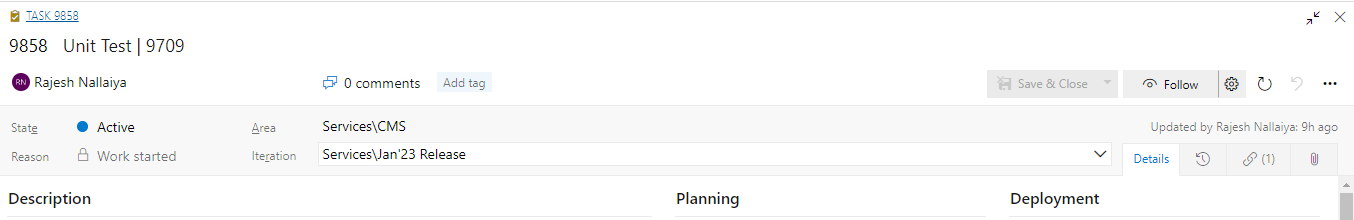 TASK 9858
9858 Unit Test | 9709
RN Rajesh Nallaiya 0 comments Add tag Save & Close Follow
State Active Area Services\CMS Updated by Rajesh Nallaiya: 9h ago
Reason Work started Iteration Services\Jan'23 Release Details (1)
Description Planning Deployment